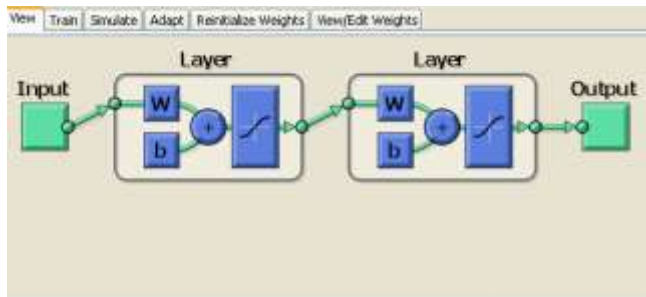 View Train Simulate Adapt Reinitialize Weights View/Edit Weights
Layer Layer
Input Output
W W
+ +
b b